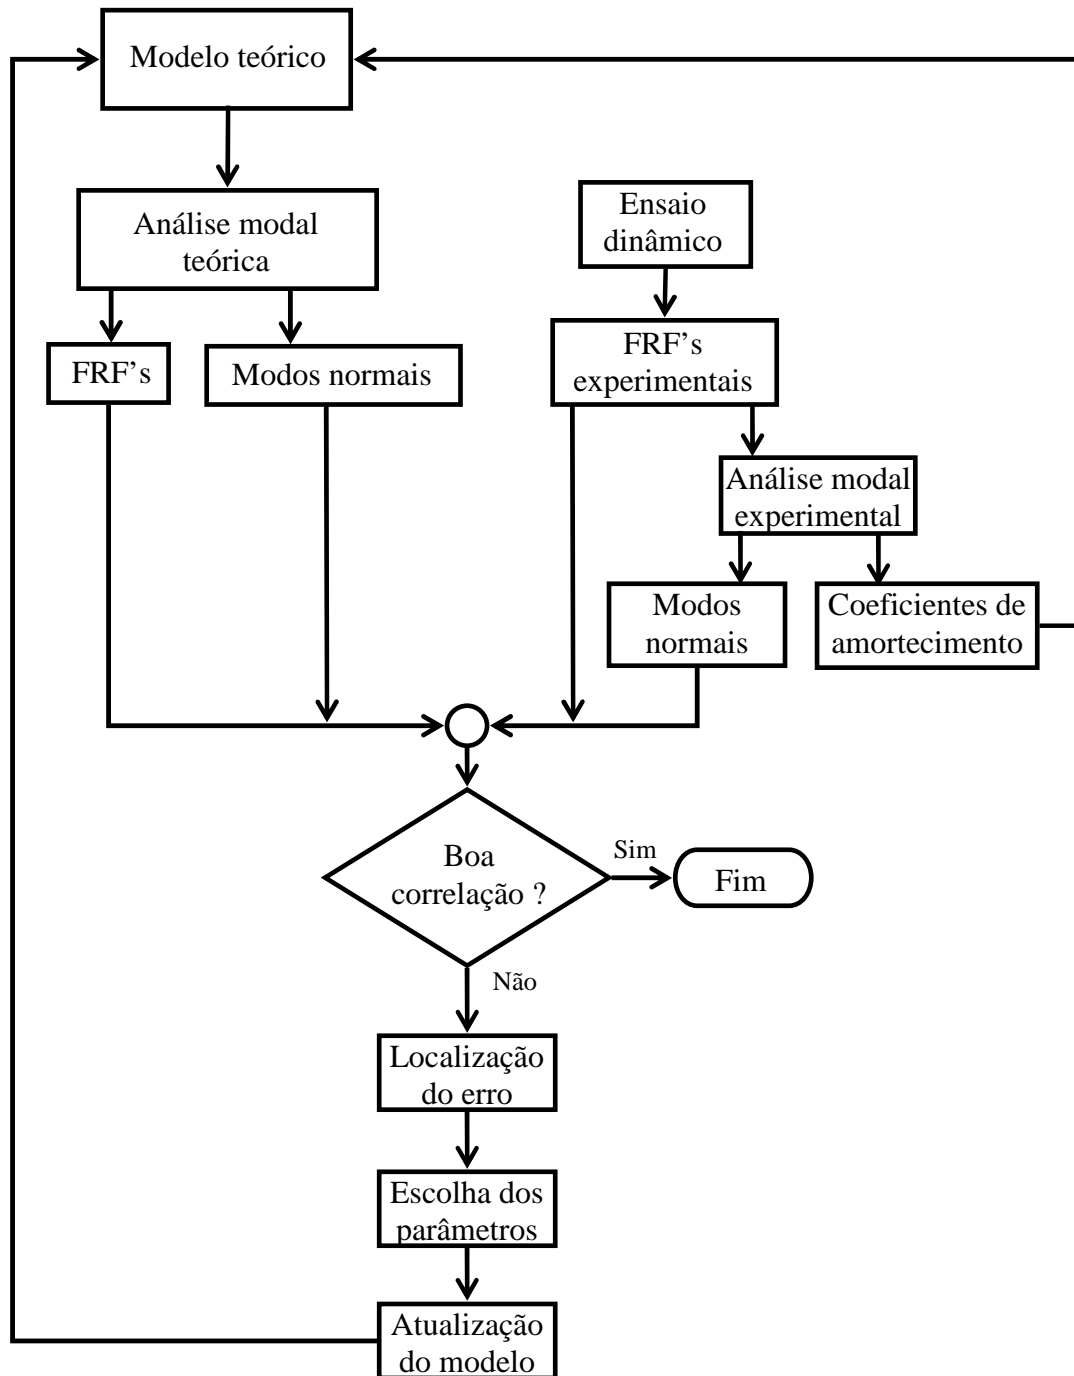 Modelo teórico
Análise modal
teórica
Ensaio
dinâmico
FRF’s
Modos normais
FRF’s
experimentais
Análise modal
experimental
Modos
normais
Coeficientes de
amortecimento
Boa
correlação ?
Sim
Fim
Não
Localização
do erro
Escolha dos
parâmetros
Atualização
do modelo